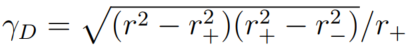 γ_D = √((r² − r₊²)(r₊² − r₋²))/r₊